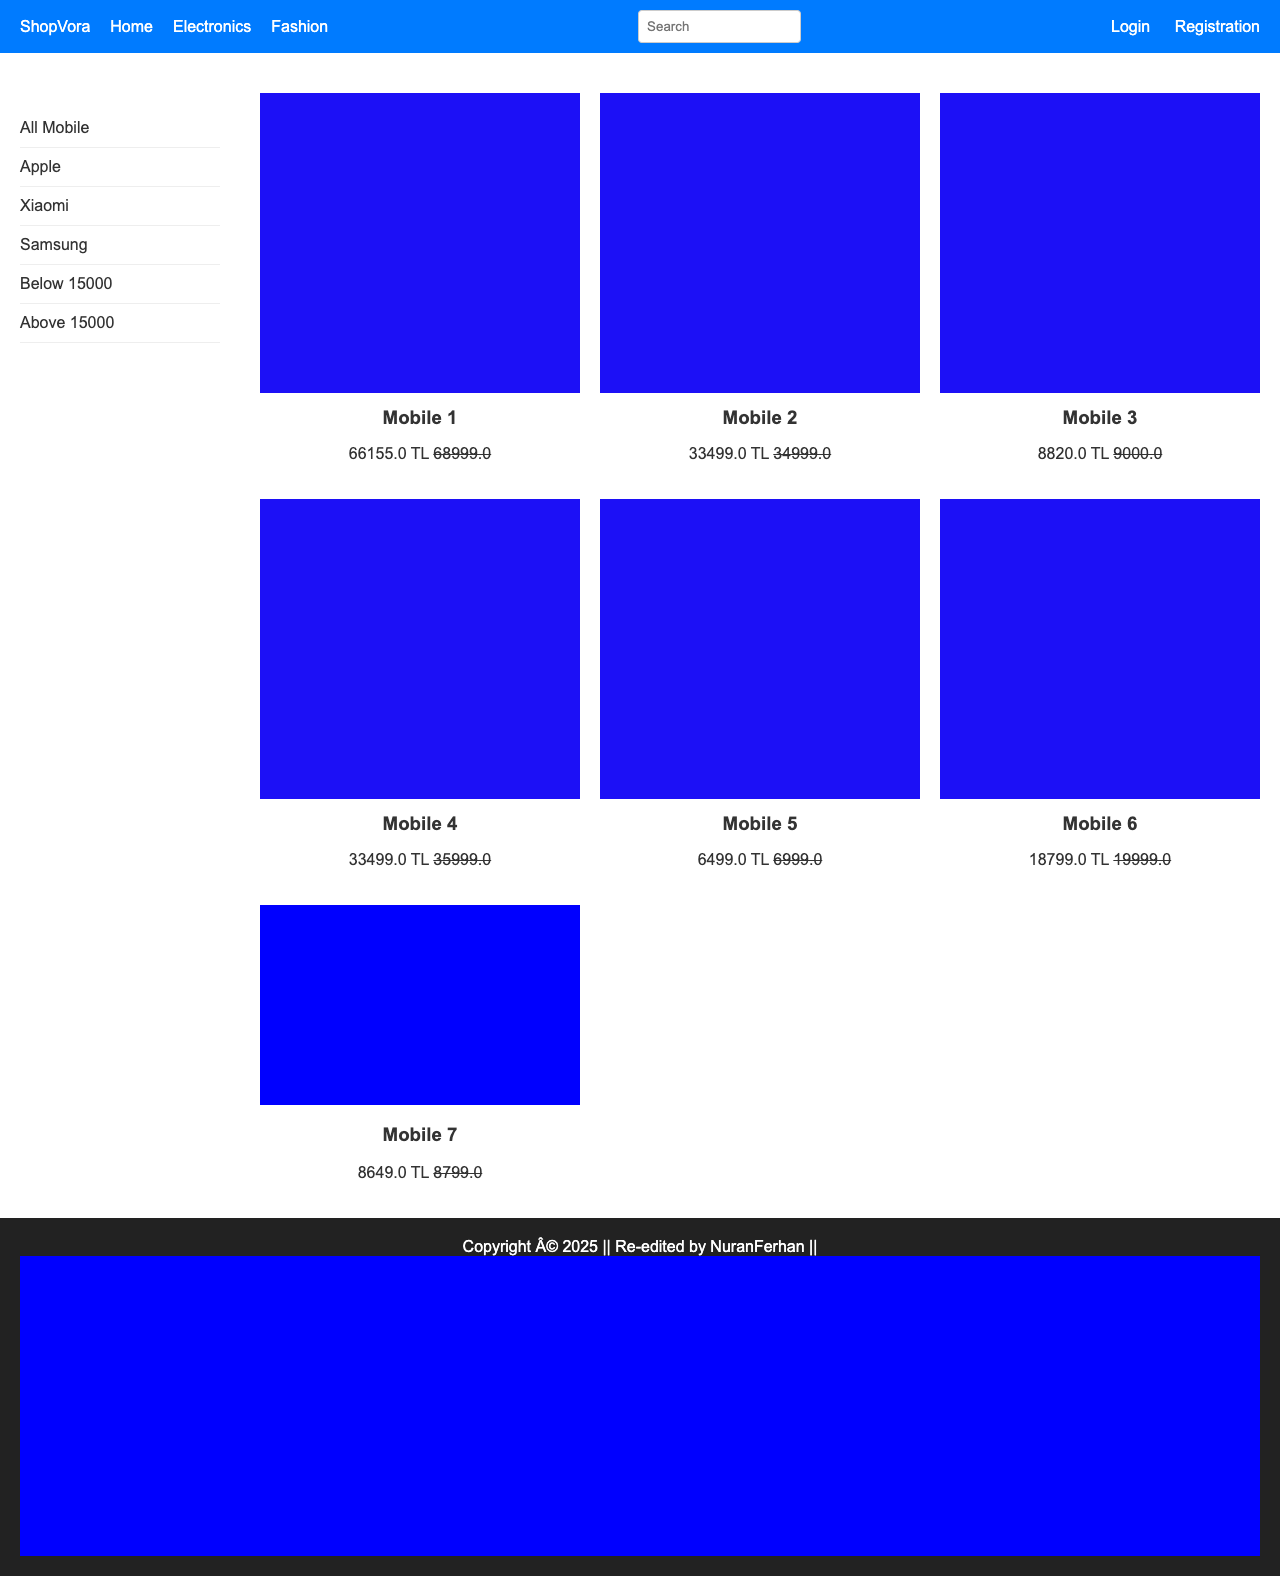 ShopVora Home Electronics Fashion Search Login Registration
All Mobile
Apple
Xiaomi
Samsung
Below 15000
Above 15000
Mobile 1 Mobile 2 Mobile 3
66155.0 TL 68999.0 33499.0 TL 34999.0 8820.0 TL 9000.0
Mobile 4 Mobile 5 Mobile 6
33499.0 TL 35999.0 6499.0 TL 6999.0 18799.0 TL 19999.0
Mobile 7
8649.0 TL 8799.0
Copyright Â© 2025 || Re-edited by NuranFerhan ||